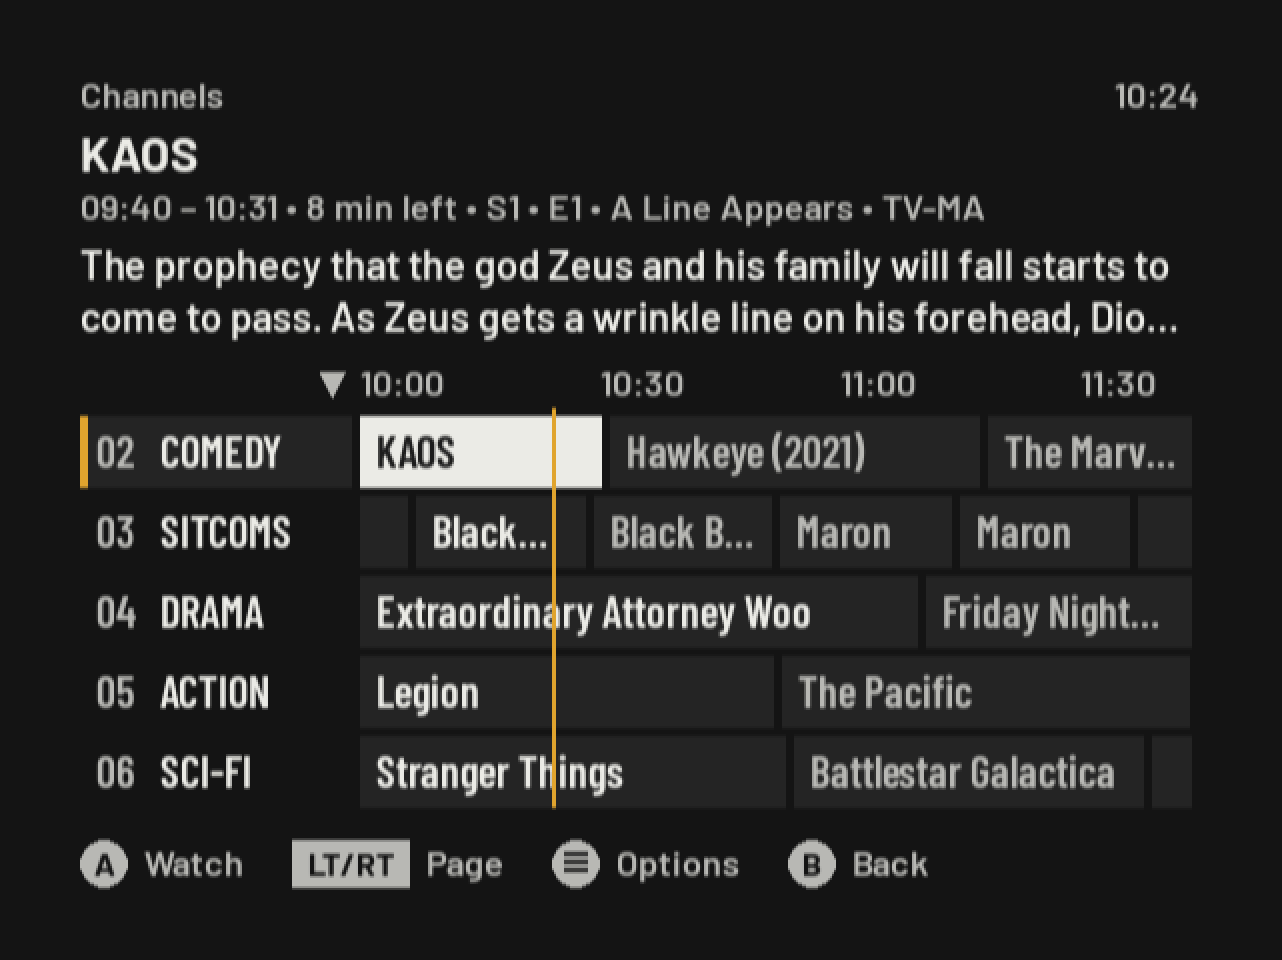 Channels 10:24
KAOS
09:40 – 10:31 • 8 min left • S1 • E1 • A Line Appears • TV-MA
The prophecy that the god Zeus and his family will fall starts to
come to pass. As Zeus gets a wrinkle line on his forehead, Dio...
▼ 10:00 10:30 11:00 11:30
02 COMEDY KAOS Hawkeye (2021) The Marv...
03 SITCOMS Black... Black B... Maron Maron
04 DRAMA Extraordinary Attorney Woo Friday Night...
05 ACTION Legion The Pacific
06 SCI-FI Stranger Things Battlestar Galactica
A Watch LT/RT Page Options B Back